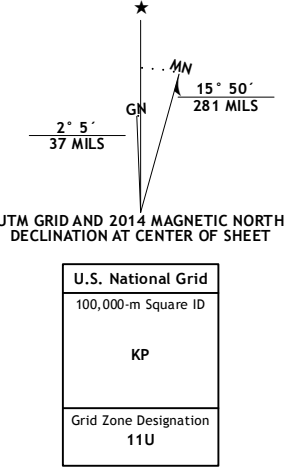 MN
15° 50´
281 MILS
GN
2° 5´
37 MILS
UTM GRID AND 2014 MAGNETIC NORTH
DECLINATION AT CENTER OF SHEET
U.S. National Grid
100,000-m Square ID
KP
Grid Zone Designation
11U